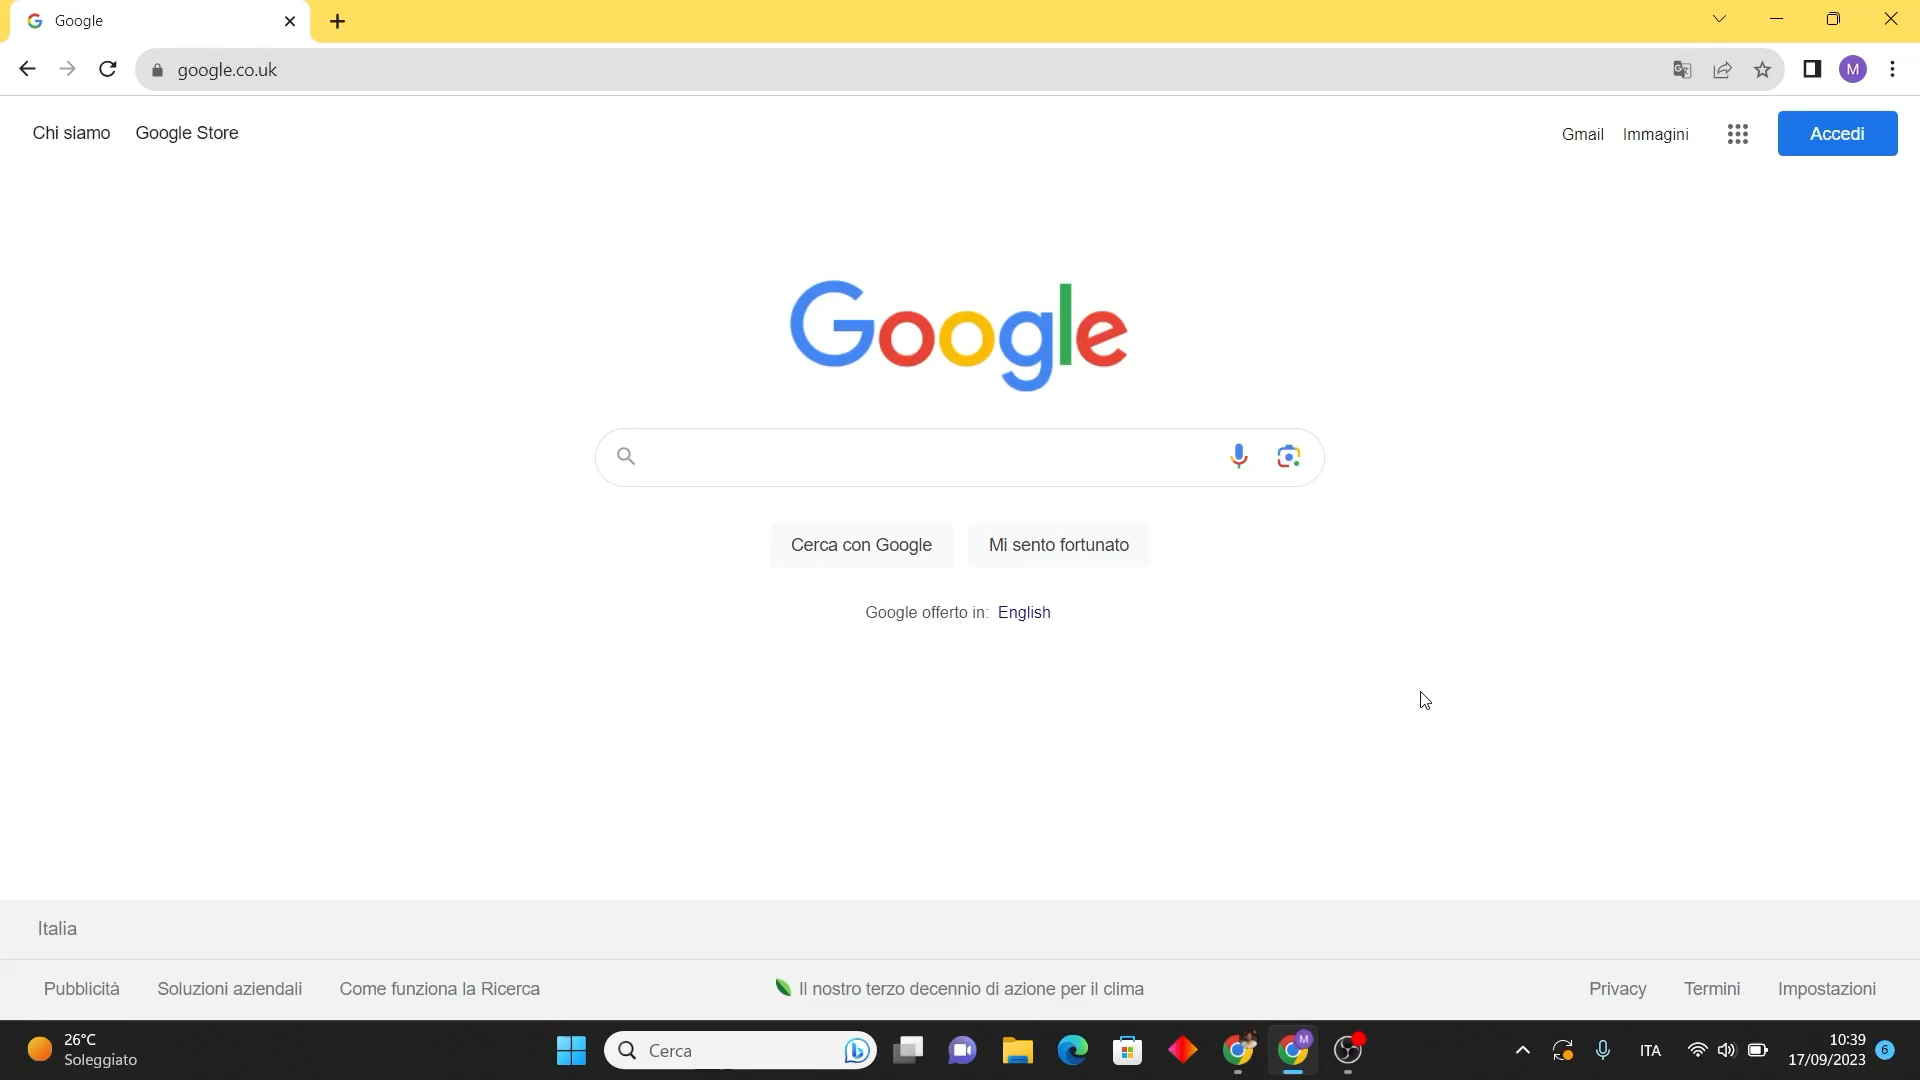 Google
google.co.uk
M
Chi siamo Google Store
Gmail Immagini Accedi
Google
Cerca con Google Mi sento fortunato
Google offerto in: English
Italia
Pubblicità Soluzioni aziendali Come funziona la Ricerca
Il nostro terzo decennio di azione per il clima
Privacy Termini Impostazioni
26°C
Soleggiato
Cerca
M
ITA
10:39
17/09/2023
6